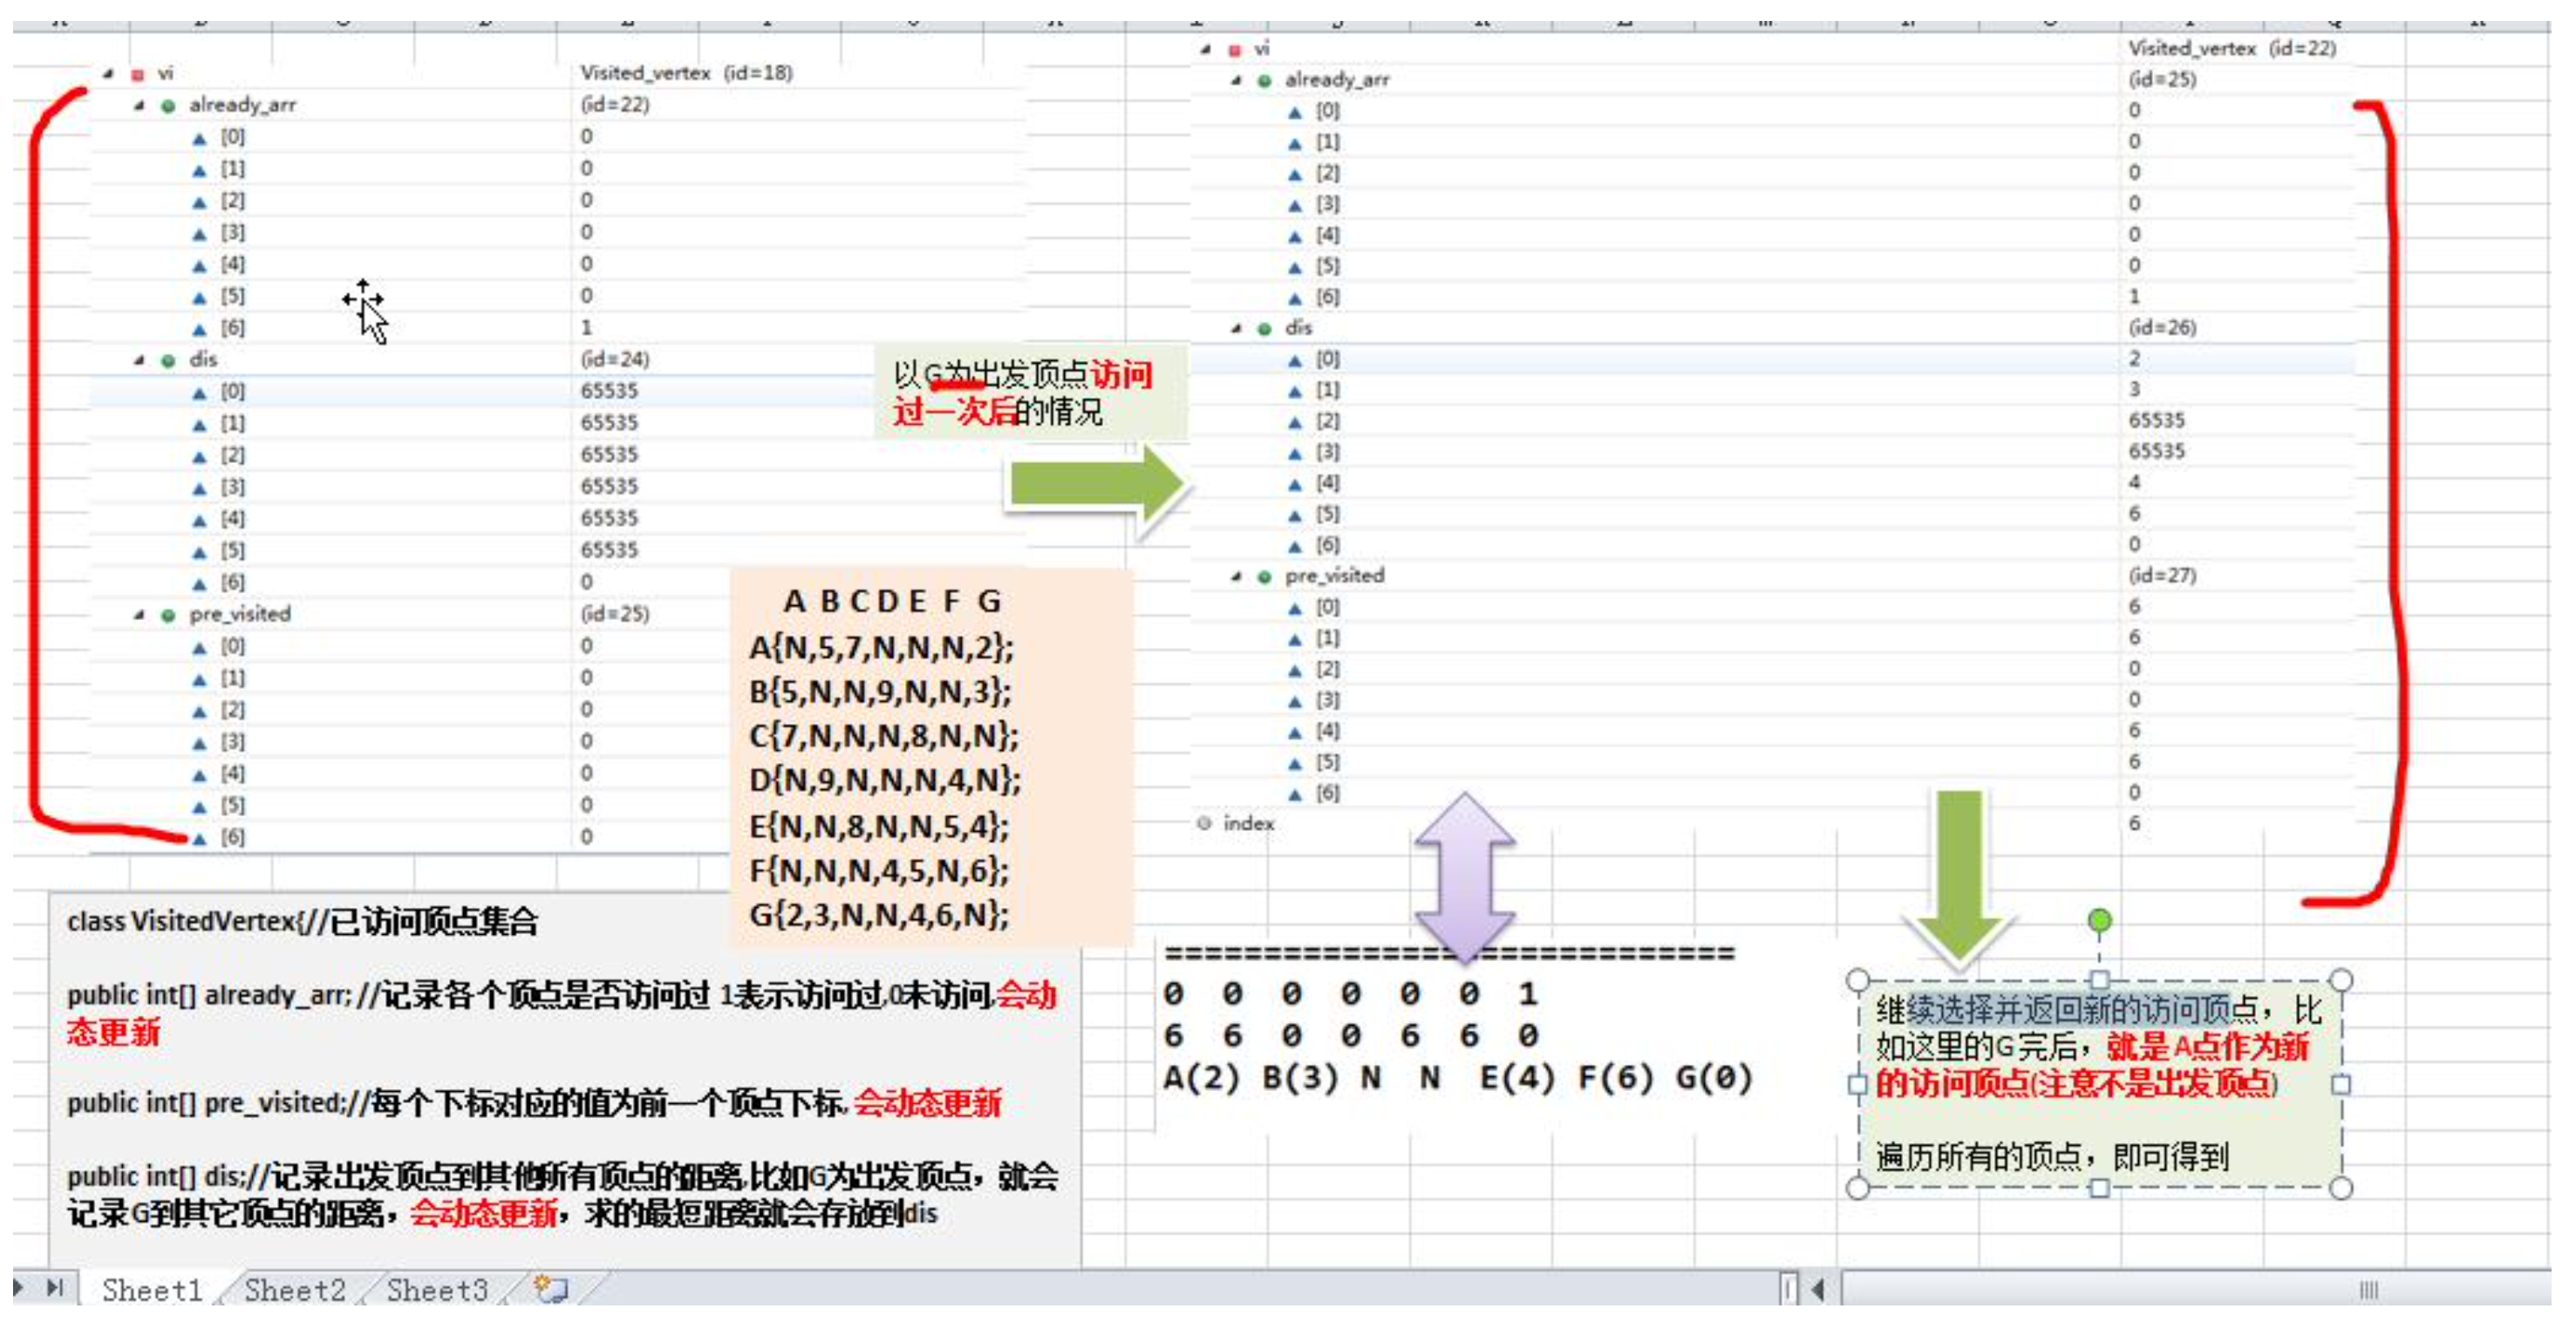 vi Visited_vertex (id=18)
already_arr (id=22)
[0] 0
[1] 0
[2] 0
[3] 0
[4] 0
[5] 0
[6] 1
dis (id=24)
[0] 65535
[1] 65535
[2] 65535
[3] 65535
[4] 65535
[5] 65535
[6] 0
pre_visited (id=25)
[0] 0
[1] 0
[2] 0
[3] 0
[4] 0
[5] 0
[6] 0
以G为出发顶点访问
过一次后的情况
A B C D E F G
A{N,5,7,N,N,N,2};
B{5,N,N,9,N,N,3};
C{7,N,N,N,8,N,N};
D{N,9,N,N,N,4,N};
E{N,N,8,N,N,5,4};
F{N,N,N,4,5,N,6};
G{2,3,N,N,4,6,N};
vi Visited_vertex (id=22)
already_arr (id=25)
[0] 0
[1] 0
[2] 0
[3] 0
[4] 0
[5] 0
[6] 1
dis (id=26)
[0] 2
[1] 3
[2] 65535
[3] 65535
[4] 4
[5] 6
[6] 0
pre_visited (id=27)
[0] 6
[1] 6
[2] 0
[3] 0
[4] 6
[5] 6
[6] 0
index 6
class VisitedVertex{//已访问顶点集合
public int[] already_arr; //记录各个顶点是否访问过 1表示访问过,0未访问,会动
态更新
public int[] pre_visited;//每个下标对应的值为前一个顶点下标, 会动态更新
public int[] dis;//记录出发顶点到其他所有顶点的距离,比如G为出发顶点，就会
记录G到其它顶点的距离，会动态更新，求的最短距离就会存放到dis
==============================
0 0 0 0 0 0 1
6 6 0 0 6 6 0
A(2) B(3) N N E(4) F(6) G(0)
继续选择并返回新的访问顶点，比
如这里的G完后，就是 A点作为新
的访问顶点(注意不是出发顶点)
遍历所有的顶点，即可得到
Sheet1 Sheet2 Sheet3